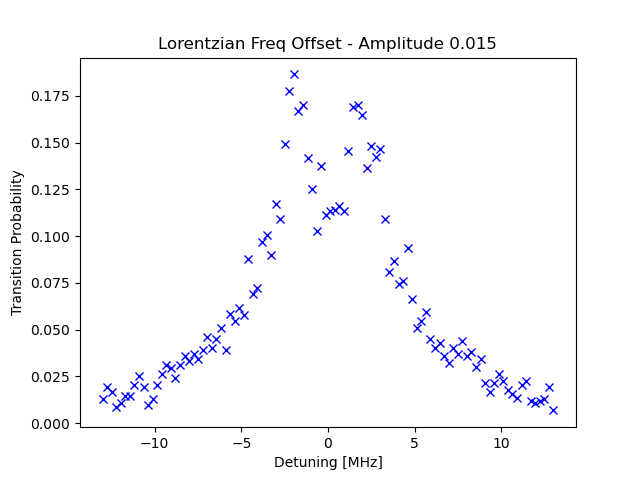 Lorentzian Freq Offset - Amplitude 0.015
Transition Probability
0.175
0.150
0.125
0.100
0.075
0.050
0.025
0.000
−10 −5 0 5 10
Detuning [MHz]